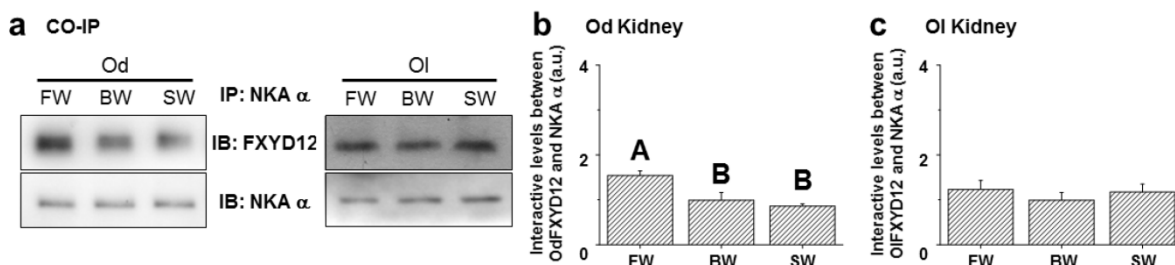 a CO-IP
Od
Ol
FW BW SW
IP: NKA α
FW BW SW
IB: FXYD12
IB: NKA α
b Od Kidney
Interactive levels between
OdFXYD12 and NKA α (a.u.)
4
2
0
A
B
B
FW BW SW
c Ol Kidney
Interactive levels between
OlFXYD12 and NKA α (a.u.)
4
2
0
FW BW SW